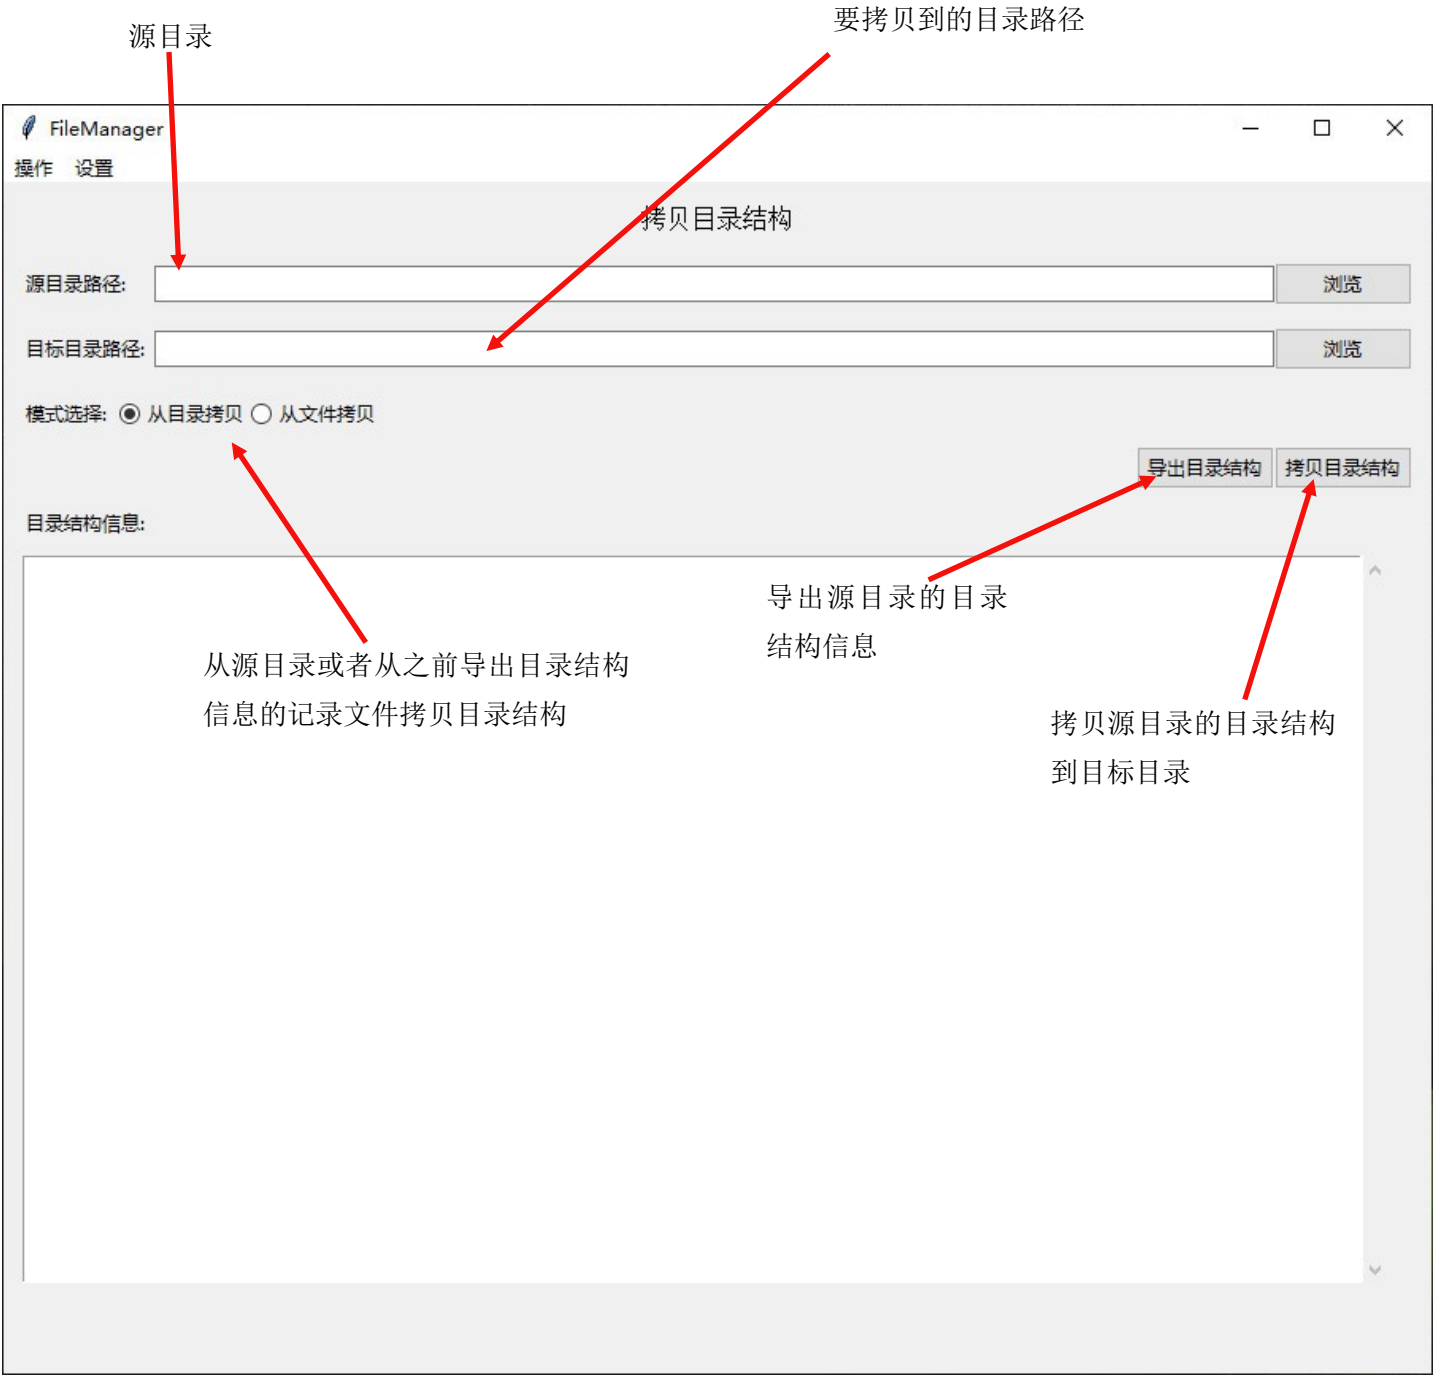 要拷贝到的目录路径
源目录
FileManager
操作 设置
拷贝目录结构
源目录路径: 浏览
目标目录路径: 浏览
模式选择: 从目录拷贝 从文件拷贝
导出目录结构 拷贝目录结构
目录结构信息:
导出源目录的目录
结构信息
从源目录或者从之前导出目录结构
信息的记录文件拷贝目录结构
拷贝源目录的目录结构
到目标目录